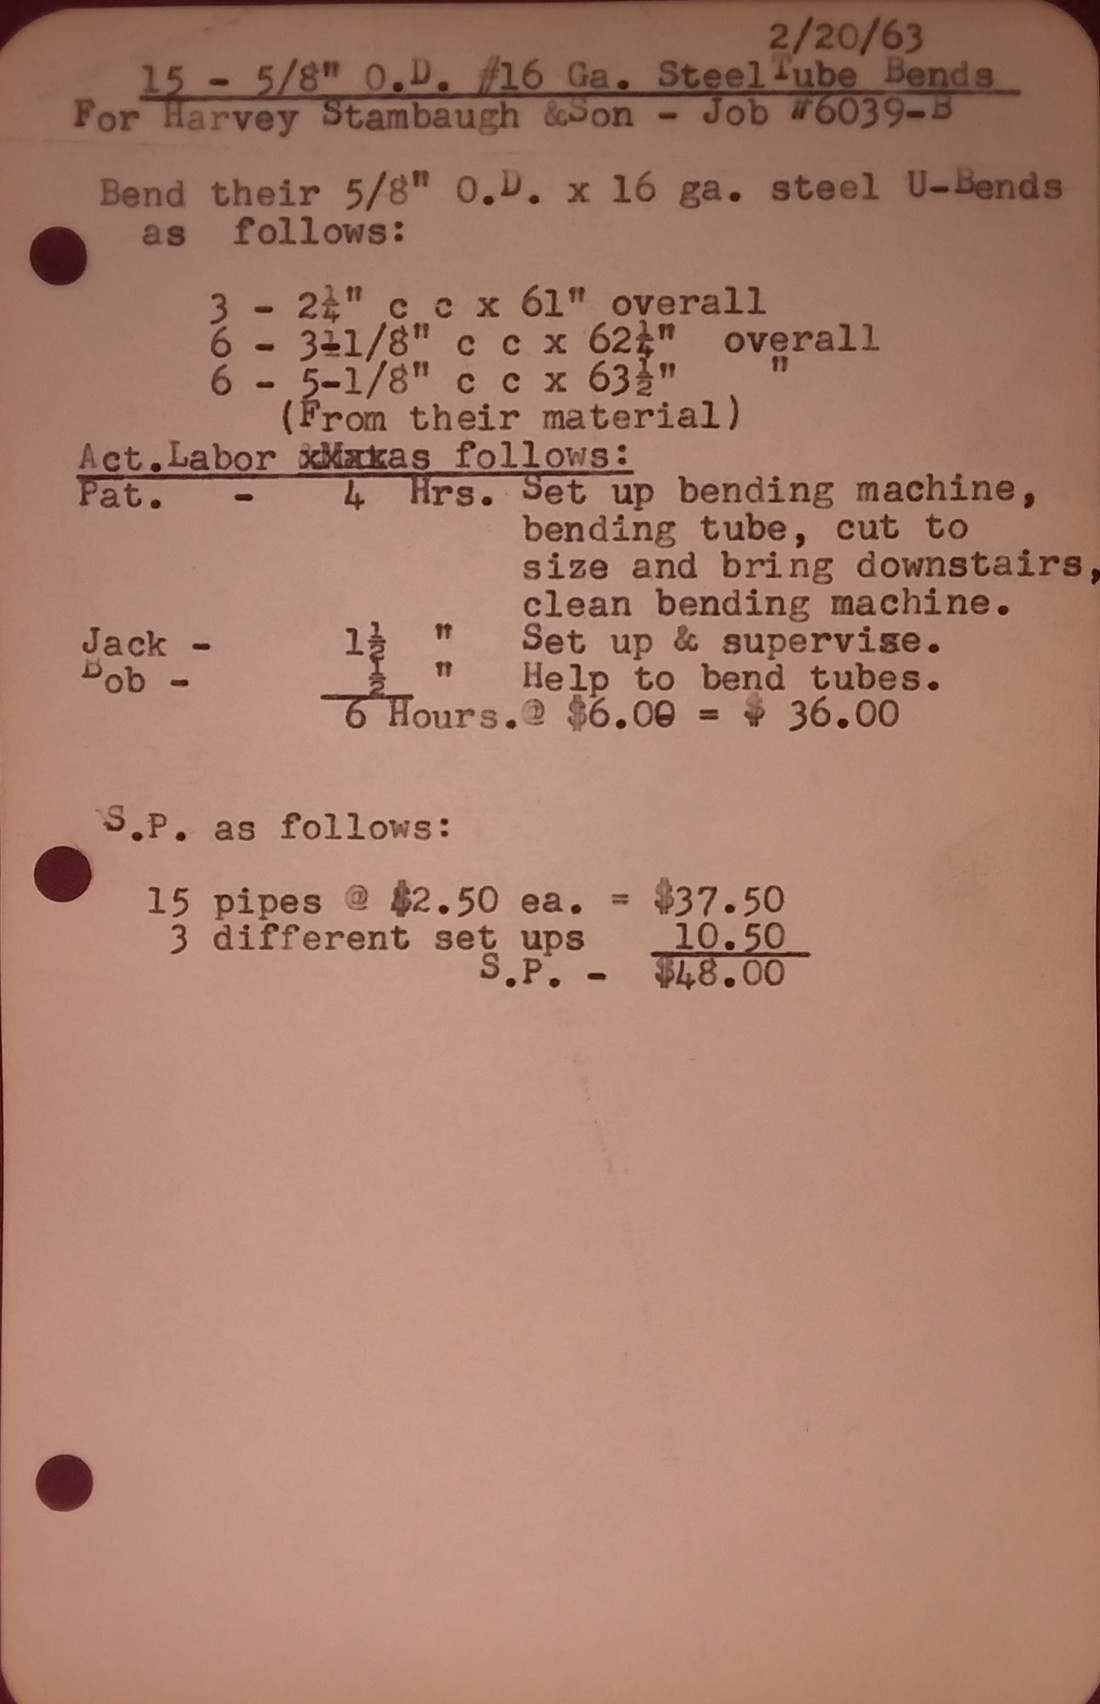 2/20/63
15 - 5/8" O.D. #16 Ga. Steel Tube Bends
For Harvey Stambaugh &Son - Job #6039-B
Bend their 5/8" O.D. x 16 ga. steel U-Bends
as follows:
3 - 2¼" c c x 61" overall
6 - 3-1/8" c c x 62¼" overall
6 - 5-1/8" c c x 63½" "
(From their material)
Act.Labor as follows:
Pat. - 4 Hrs. Set up bending machine,
bending tube, cut to
size and bring downstairs,
clean bending machine.
Jack - 1½ " Set up & supervise.
Bob - ½ " Help to bend tubes.
6 Hours.@ $6.00 = $ 36.00
S.P. as follows:
15 pipes @ $2.50 ea. = $37.50
3 different set ups 10.50
S.P. - $48.00